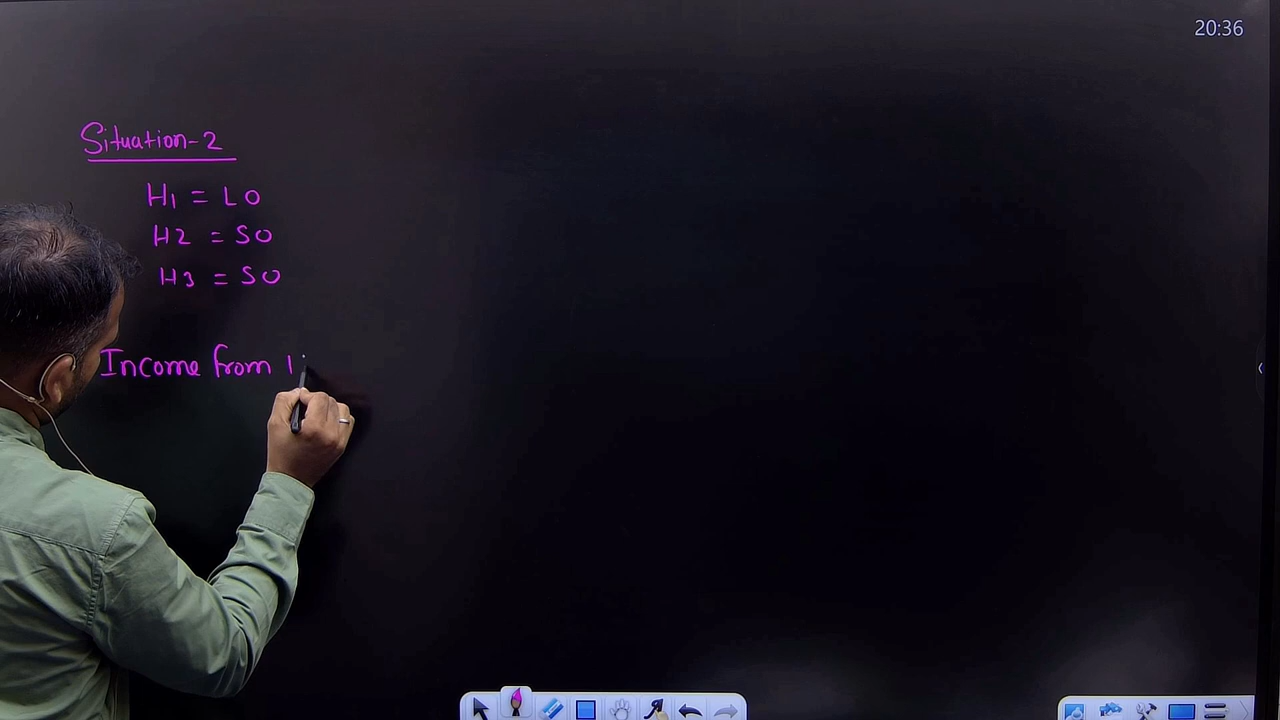 20:36
Situation-2
H1 = LO
H2 = SO
H3 = SO
Income from